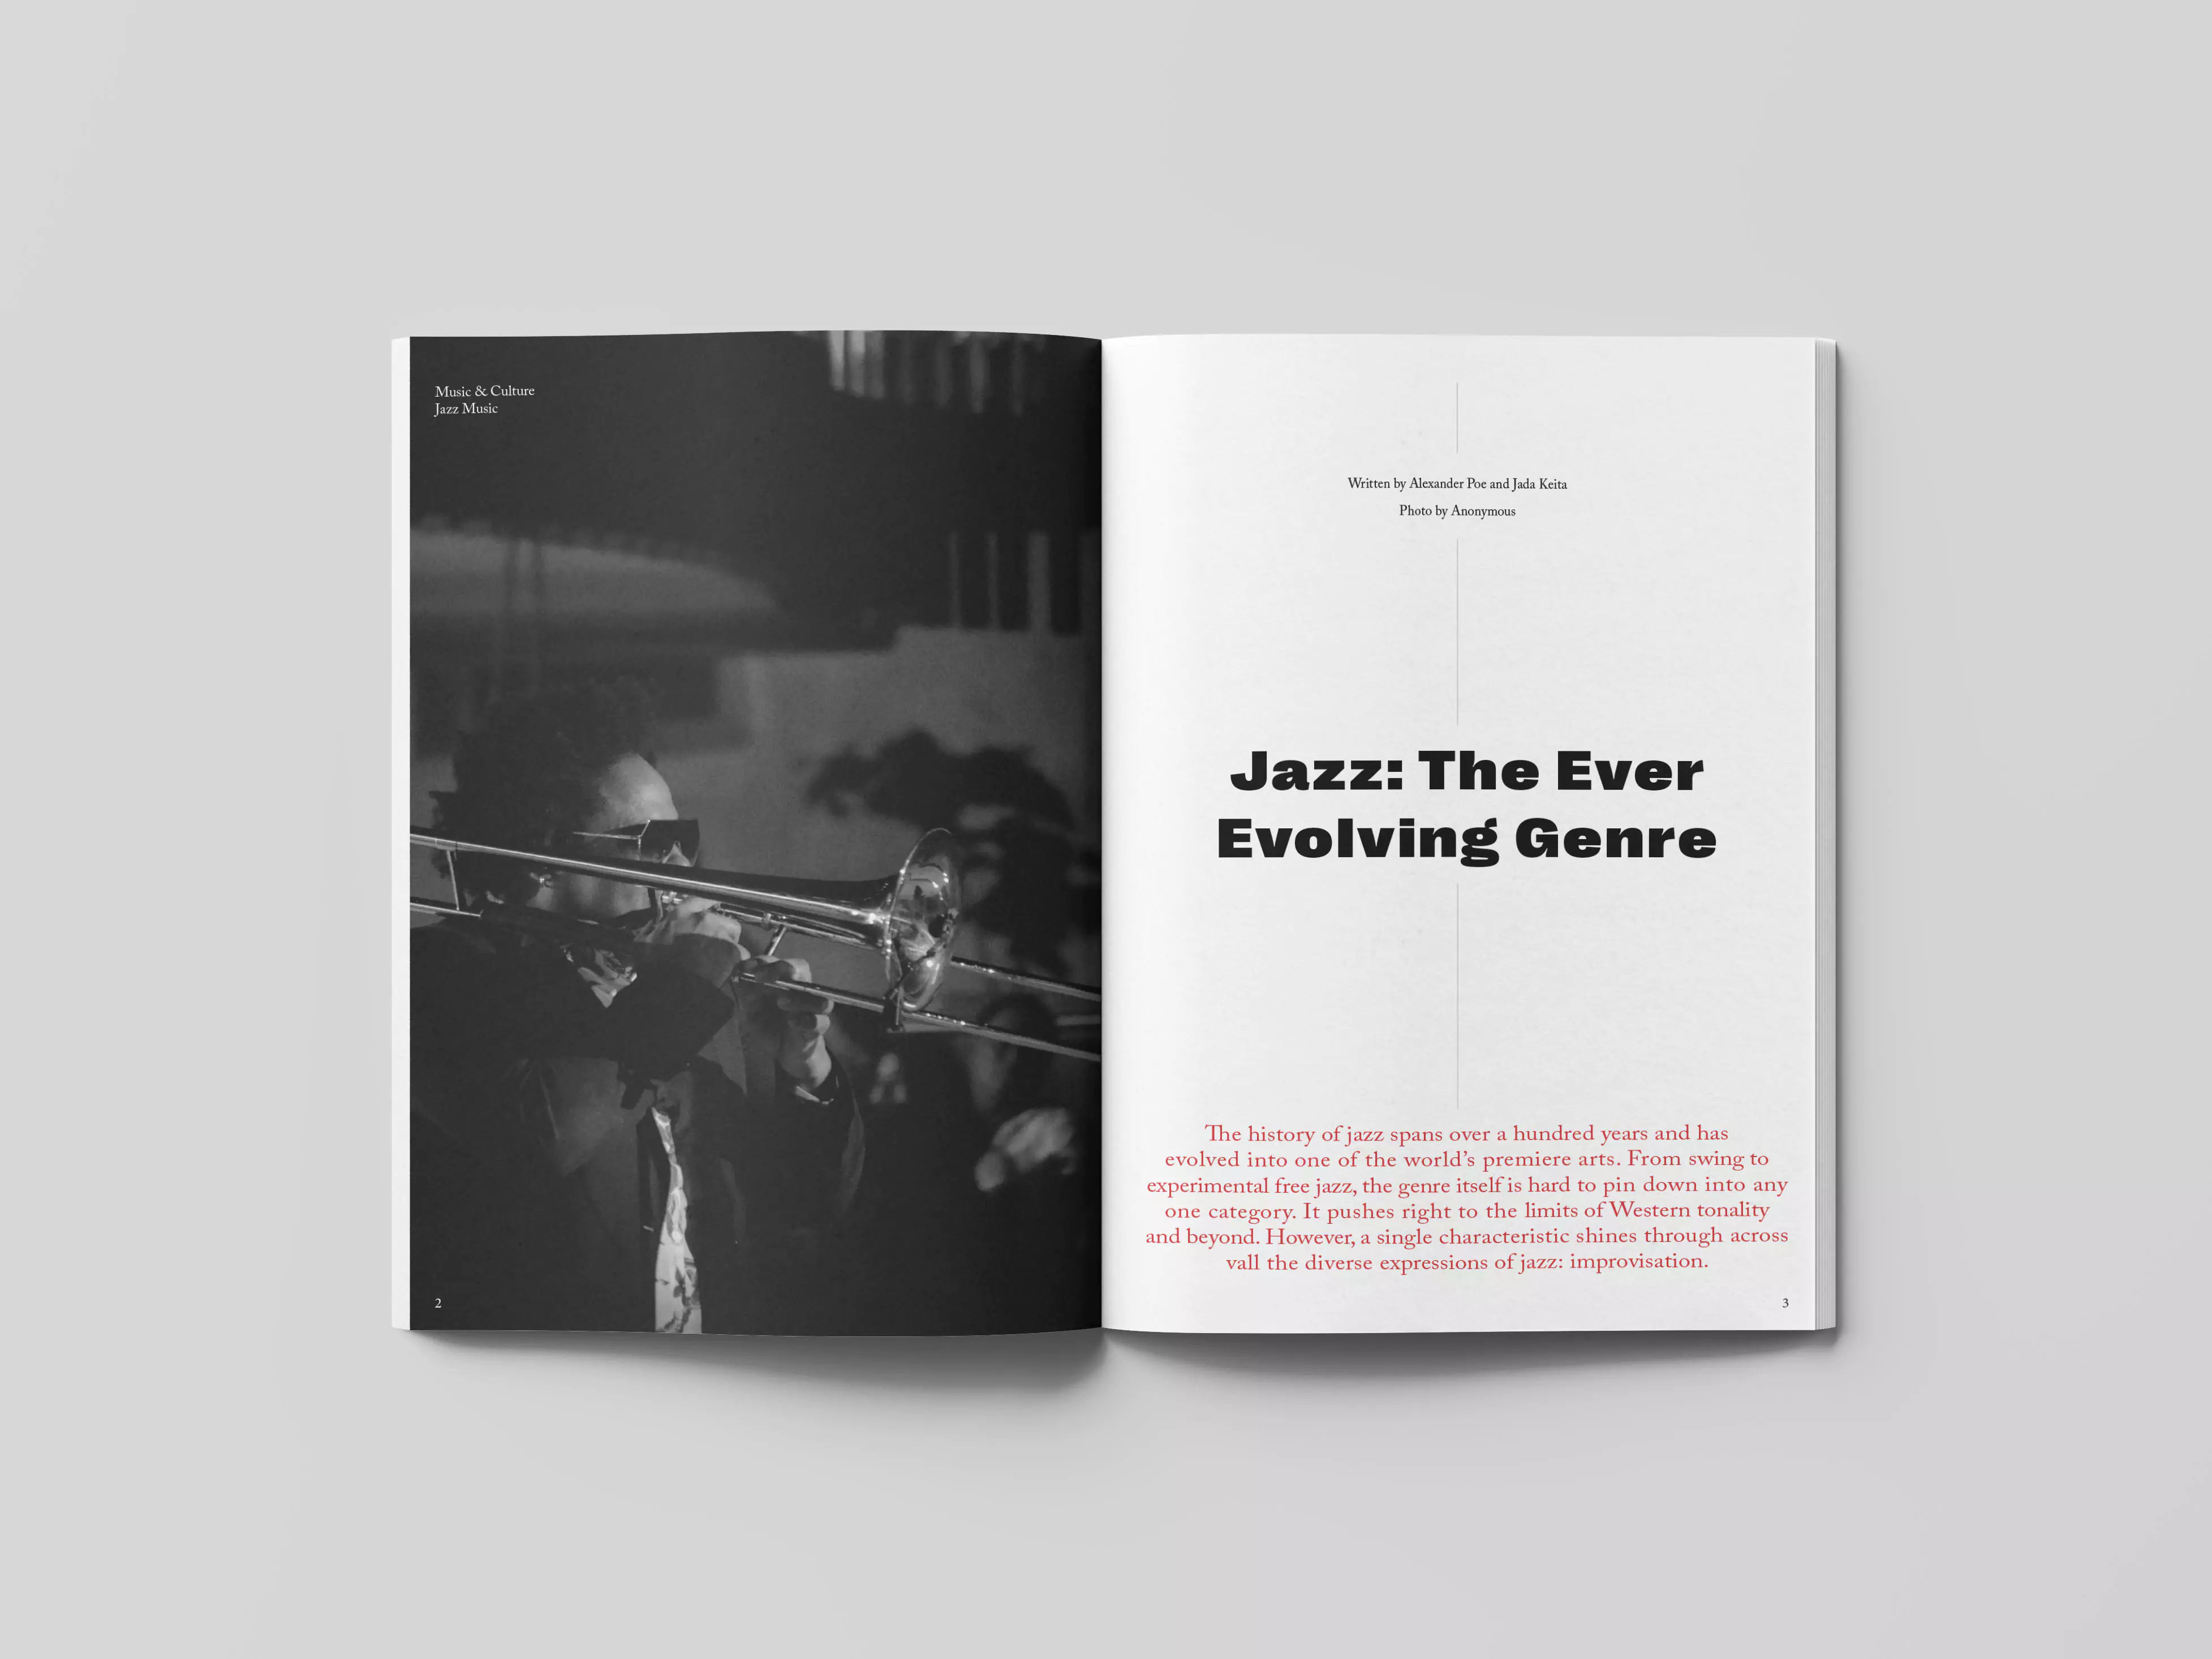 Music & Culture
Jazz Music
2
Written by Alexander Poe and Jada Keita
Photo by Anonymous
Jazz: The Ever
Evolving Genre
The history of jazz spans over a hundred years and has
evolved into one of the world’s premiere arts. From swing to
experimental free jazz, the genre itself is hard to pin down into any
one category. It pushes right to the limits of Western tonality
and beyond. However, a single characteristic shines through across
vall the diverse expressions of jazz: improvisation.
3